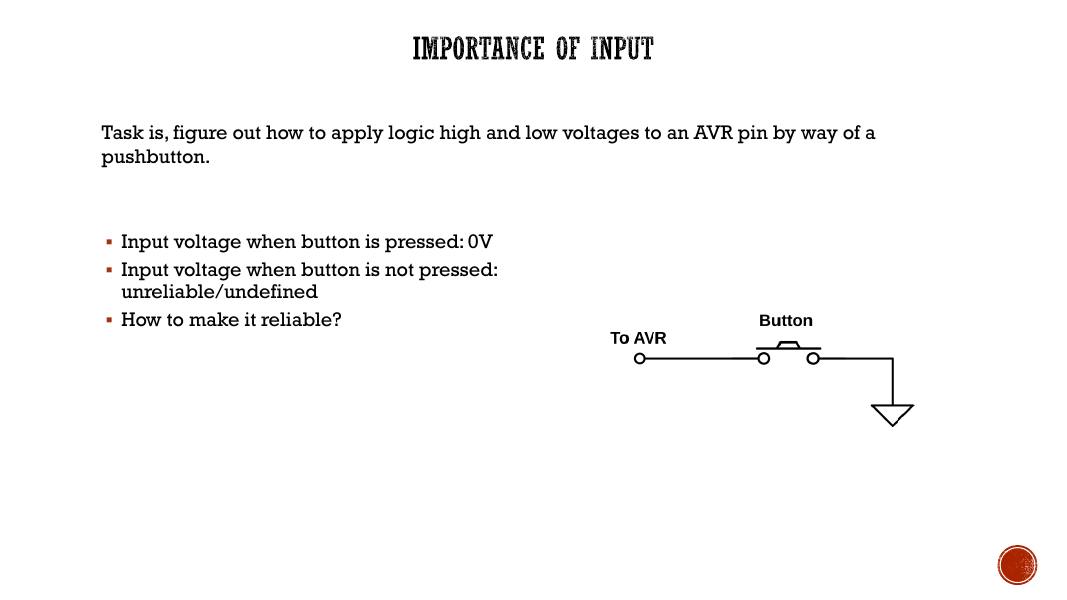 IMPORTANCE OF INPUT
Task is, figure out how to apply logic high and low voltages to an AVR pin by way of a
pushbutton.
▪ Input voltage when button is pressed: 0V
▪ Input voltage when button is not pressed:
unreliable/undefined
▪ How to make it reliable?
Button
To AVR